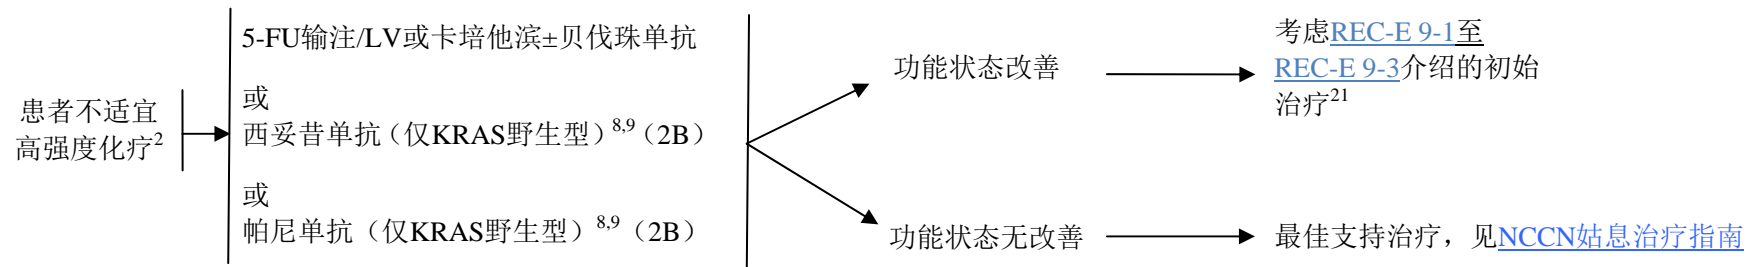 患者不适宜
高强度化疗2
5-FU输注/LV或卡培他滨±贝伐珠单抗
或
西妥昔单抗（仅KRAS野生型）8,9（2B）
或
帕尼单抗（仅KRAS野生型）8,9（2B）
功能状态改善
考虑REC-E 9-1至
REC-E 9-3介绍的初始
治疗21
功能状态无改善
最佳支持治疗，见NCCN姑息治疗指南